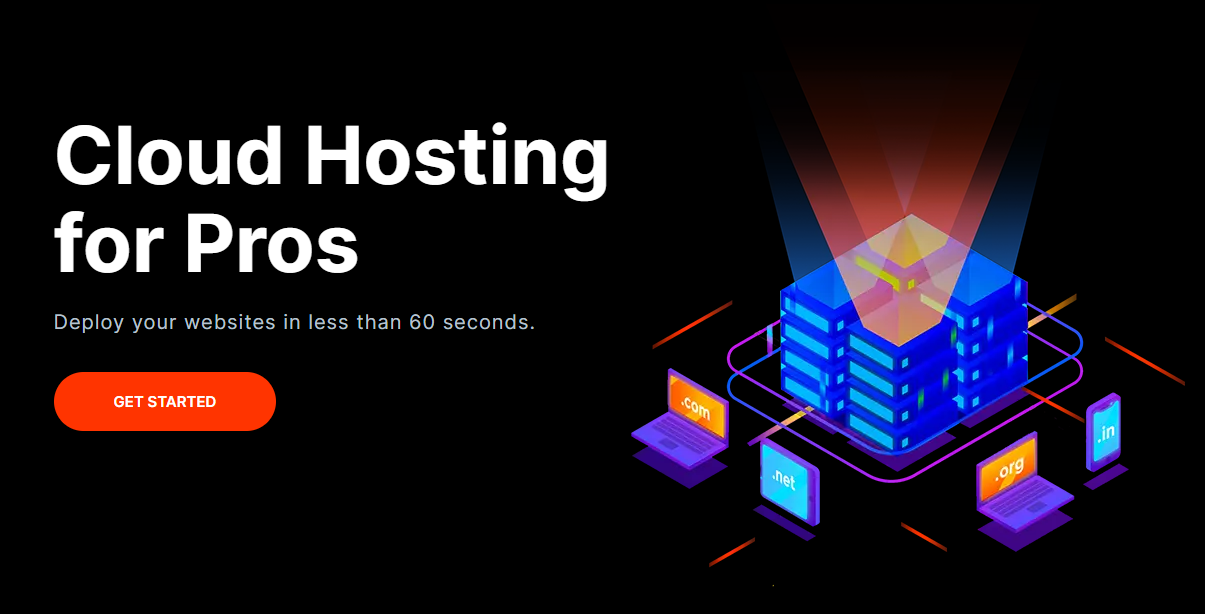 Cloud Hosting
for Pros
Deploy your websites in less than 60 seconds.
GET STARTED
.com
.net
.org
.in